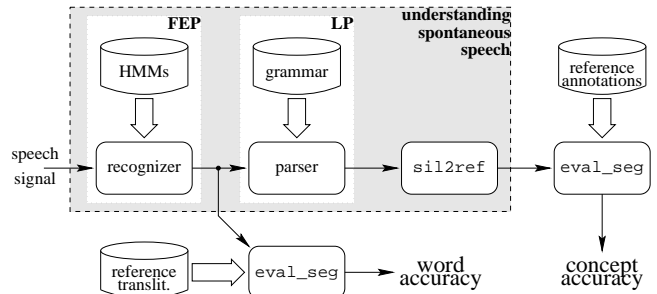 FEP
LP
understanding
spontaneous
speech
HMMs
grammar
reference
annotations
speech
signal
recognizer
parser
sil2ref
eval_seg
reference
translit.
eval_seg
word
accuracy
concept
accuracy